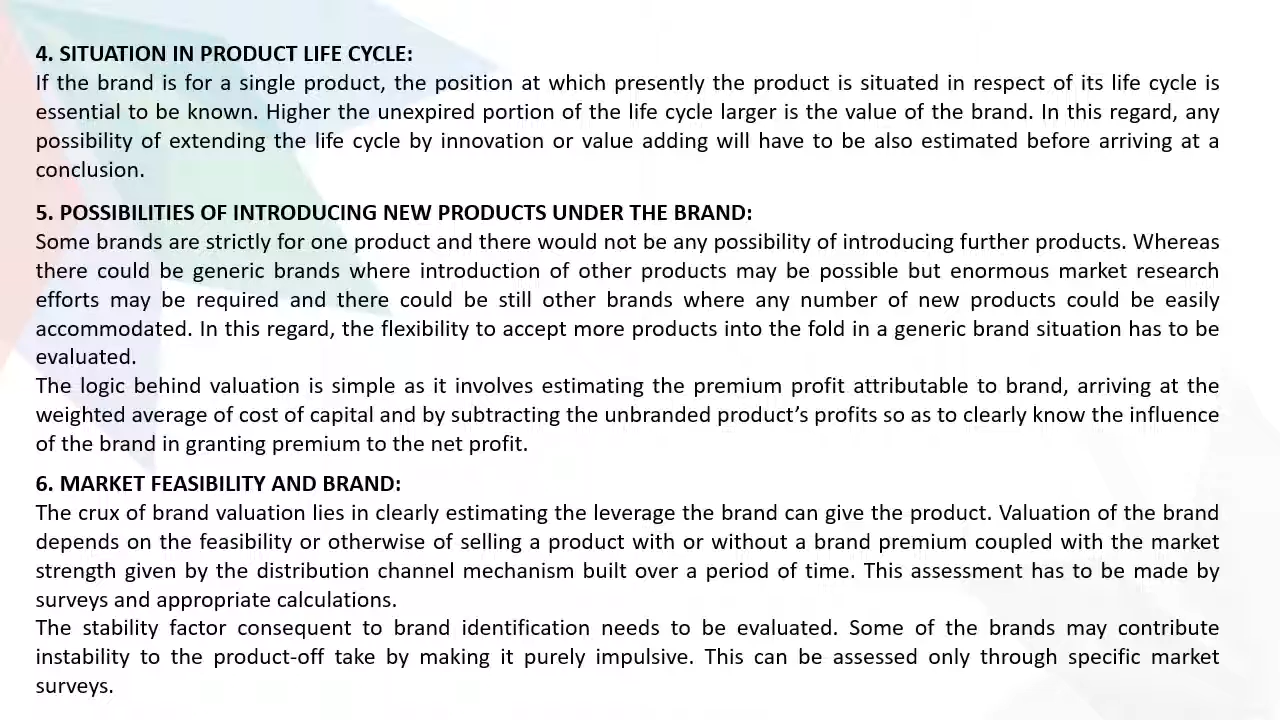 4. SITUATION IN PRODUCT LIFE CYCLE:
If the brand is for a single product, the position at which presently the product is situated in respect of its life cycle is
essential to be known. Higher the unexpired portion of the life cycle larger is the value of the brand. In this regard, any
possibility of extending the life cycle by innovation or value adding will have to be also estimated before arriving at a
conclusion.
5. POSSIBILITIES OF INTRODUCING NEW PRODUCTS UNDER THE BRAND:
Some brands are strictly for one product and there would not be any possibility of introducing further products. Whereas
there could be generic brands where introduction of other products may be possible but enormous market research
efforts may be required and there could be still other brands where any number of new products could be easily
accommodated. In this regard, the flexibility to accept more products into the fold in a generic brand situation has to be
evaluated.
The logic behind valuation is simple as it involves estimating the premium profit attributable to brand, arriving at the
weighted average of cost of capital and by subtracting the unbranded product’s profits so as to clearly know the influence
of the brand in granting premium to the net profit.
6. MARKET FEASIBILITY AND BRAND:
The crux of brand valuation lies in clearly estimating the leverage the brand can give the product. Valuation of the brand
depends on the feasibility or otherwise of selling a product with or without a brand premium coupled with the market
strength given by the distribution channel mechanism built over a period of time. This assessment has to be made by
surveys and appropriate calculations.
The stability factor consequent to brand identification needs to be evaluated. Some of the brands may contribute
instability to the product-off take by making it purely impulsive. This can be assessed only through specific market
surveys.